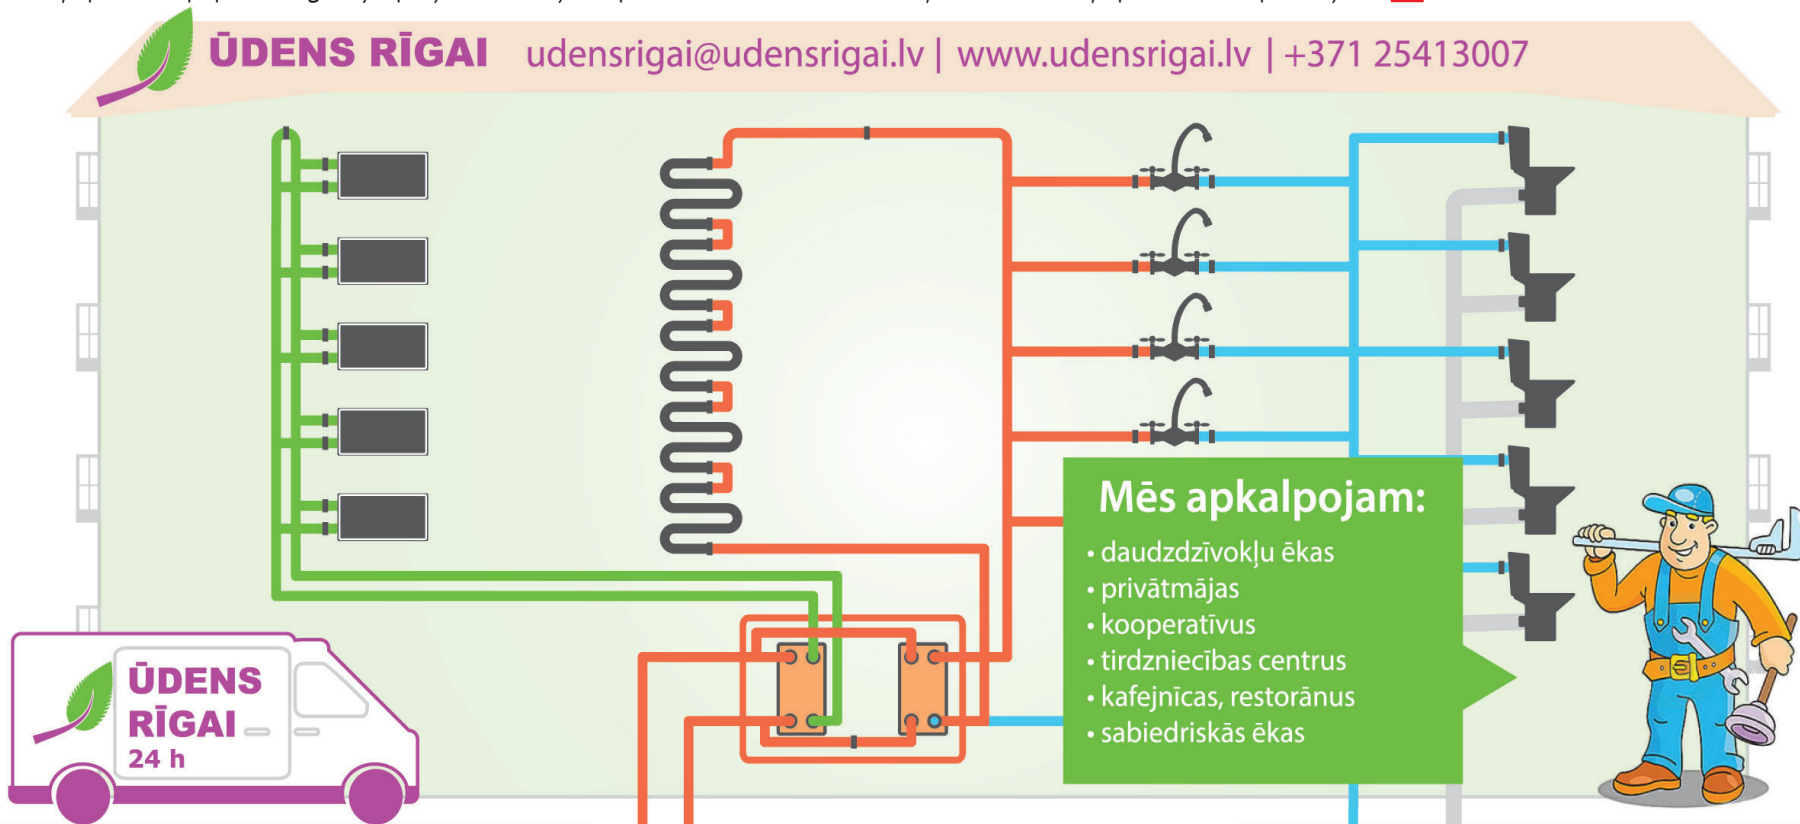 ŪDENS RĪGAI udensrigai@udensrigai.lv | www.udensrigai.lv | +371 25413007
Mēs apkalpojam:
• daudzdzīvokļu ēkas
• privātmājas
• kooperatīvus
• tirdzniecības centrus
• kafejnīcas, restorānus
• sabiedriskās ēkas
ŪDENS
RĪGAI
24 h